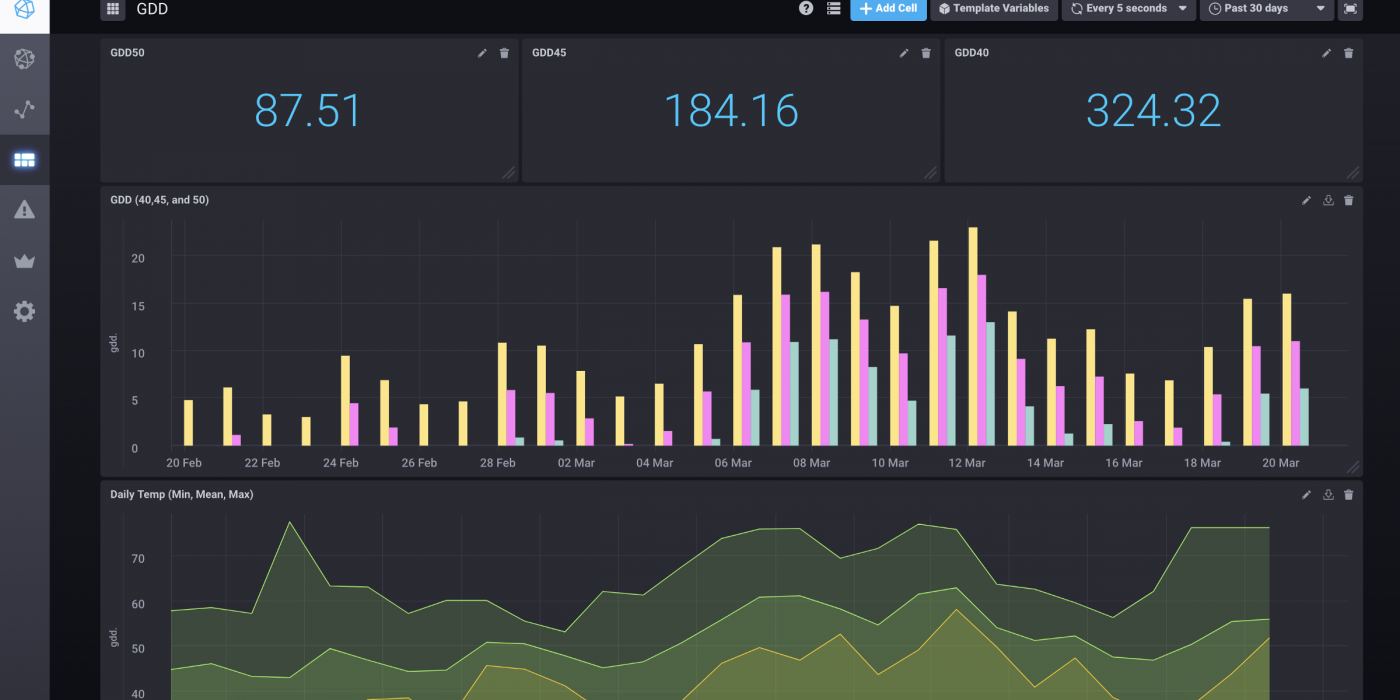 GDD
Add Cell
Template Variables
Every 5 seconds
Past 30 days
GDD50
GDD45
GDD40
87.51
184.16
324.32
GDD (40,45, and 50)
gdd.
20
15
10
5
0
20 Feb 22 Feb 24 Feb 26 Feb 28 Feb 02 Mar 04 Mar 06 Mar 08 Mar 10 Mar 12 Mar 14 Mar 16 Mar 18 Mar 20 Mar
Daily Temp (Min, Mean, Max)
gdd.
70
60
50
40